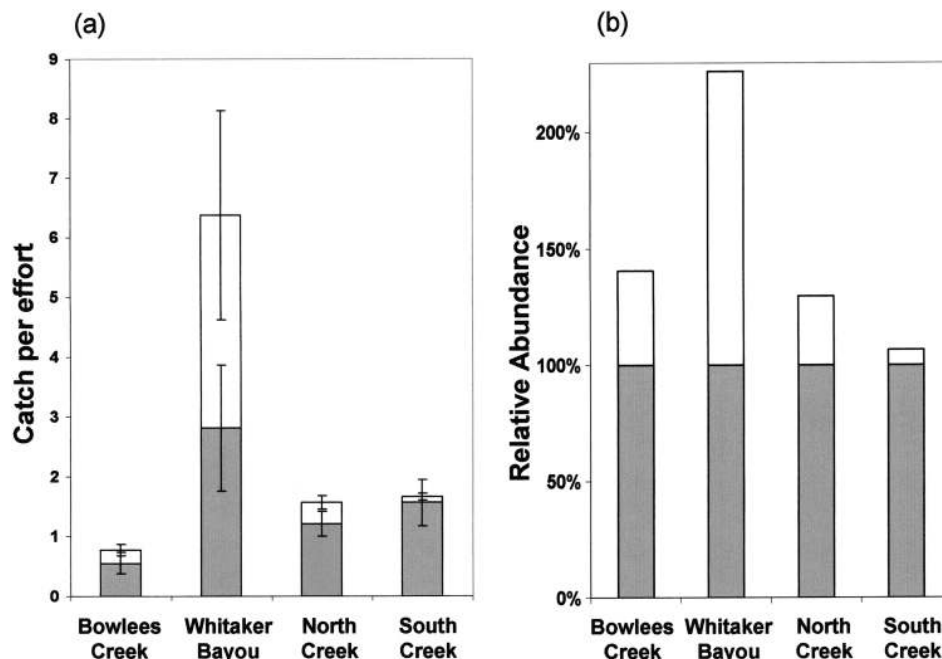 (a)
9
8
7
6
5
4
3
2
1
0
Catch per effort
Bowlees
Creek
Whitaker
Bayou
North
Creek
South
Creek
(b)
200%
150%
100%
50%
0%
Relative Abundance
Bowlees
Creek
Whitaker
Bayou
North
Creek
South
Creek